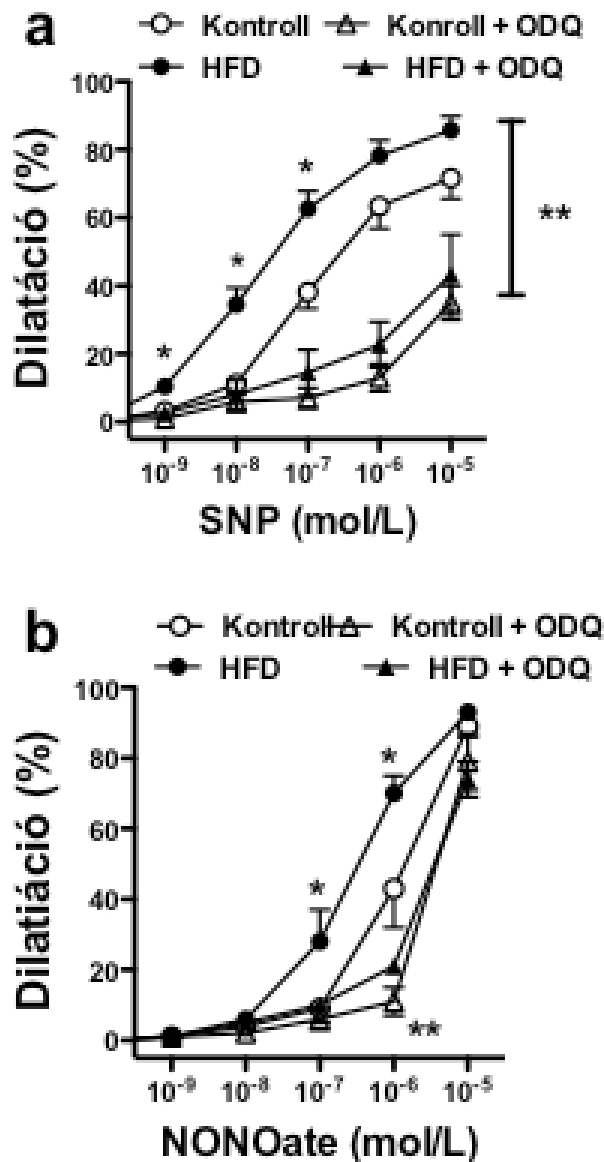 a
Kontroll Konroll + ODQ
HFD HFD + ODQ
Dilatáció (%)
100
80
60
40
20
0
* * *
**
10-9 10-8 10-7 10-6 10-5
SNP (mol/L)
b
Kontroll Kontroll + ODQ
HFD HFD + ODQ
Dilatiáció (%)
100
80
60
40
20
0
* *
**
10-9 10-8 10-7 10-6 10-5
NONOate (mol/L)